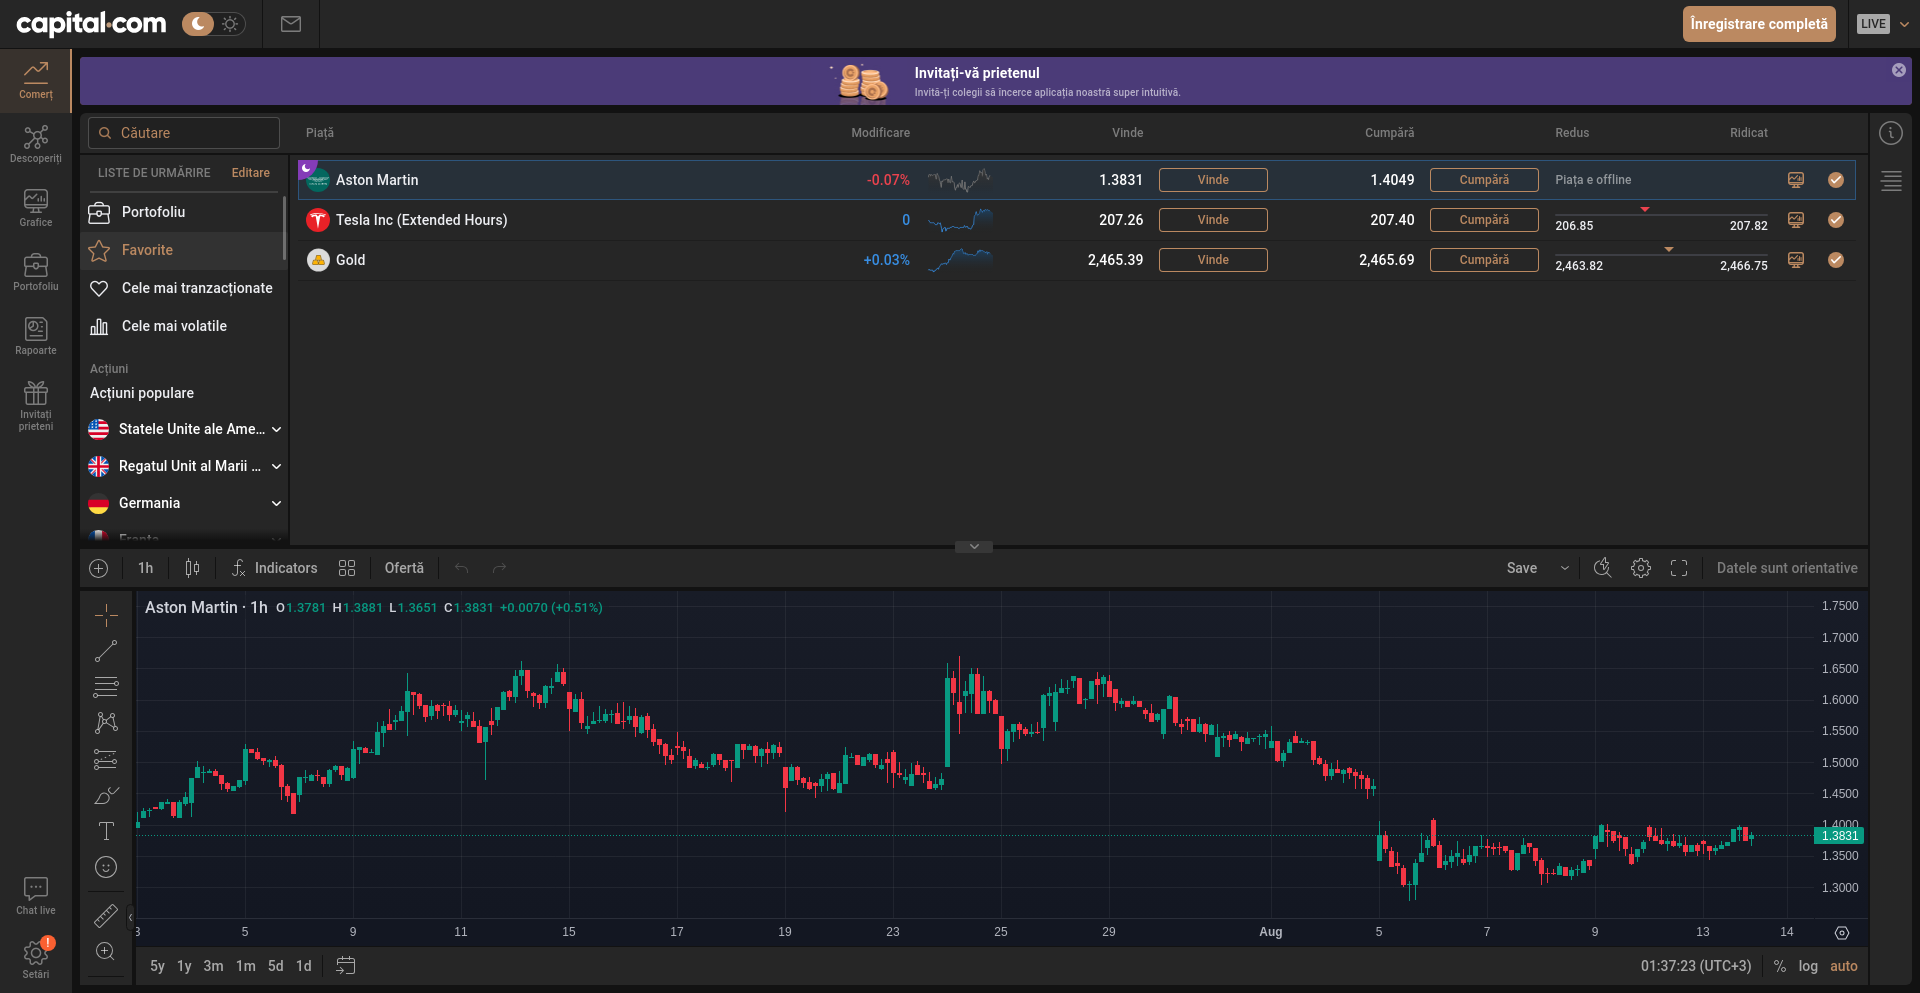 capital.com
Înregistrare completă
LIVE
Comerț
Invitați-vă prietenul
Invită-ți colegii să încerce aplicația noastră super intuitivă.
Descoperiți
Grafice
Portofoliu
Rapoarte
Invitați
prieteni
Chat live
!
Setări
Căutare
Piață
Modificare
Vinde
Cumpără
Redus
Ridicat
LISTE DE URMĂRIRE
Editare
Portofoliu
Favorite
Cele mai tranzacționate
Cele mai volatile
Acțiuni
Acțiuni populare
Statele Unite ale Ame...
Regatul Unit al Marii ...
Germania
Franța
Aston Martin
-0.07%
1.3831
Vinde
1.4049
Cumpără
Piața e offline
Tesla Inc (Extended Hours)
0
207.26
Vinde
207.40
Cumpără
206.85
207.82
Gold
+0.03%
2,465.39
Vinde
2,465.69
Cumpără
2,463.82
2,466.75
1h
Indicators
Ofertă
Save
Datele sunt orientative
Aston Martin · 1h O1.3781 H1.3881 L1.3651 C1.3831 +0.0070 (+0.51%)
1.7500
1.7000
1.6500
1.6000
1.5500
1.5000
1.4500
1.4000
1.3831
1.3500
1.3000
3
5
9
11
15
17
19
23
25
29
Aug
5
7
9
13
14
5y
1y
3m
1m
5d
1d
01:37:23 (UTC+3)
%
log
auto